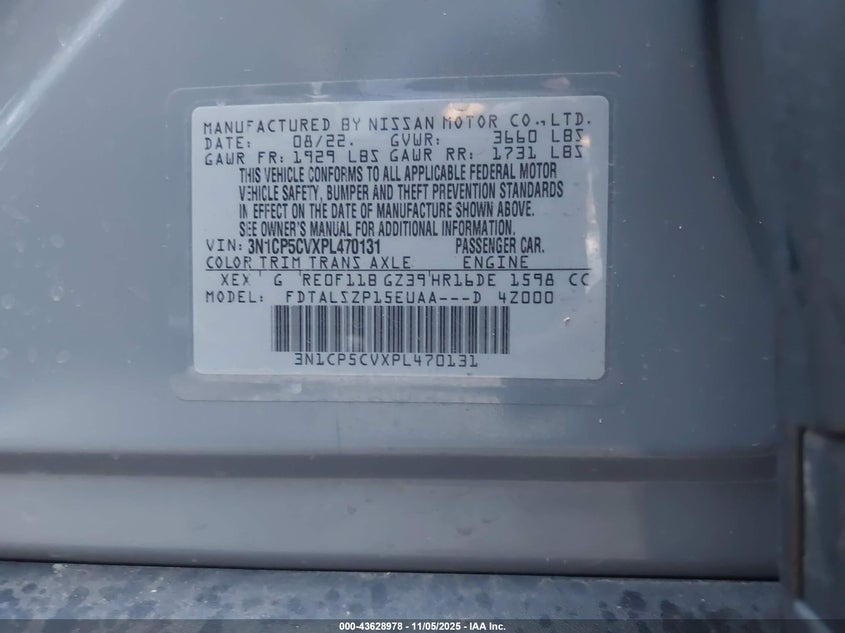 MANUFACTURED BY NISSAN MOTOR CO.,LTD.
DATE: 08/22. GVWR: 3660 LBS
GAWR FR: 1929 LBS GAWR RR: 1731 LBS
THIS VEHICLE CONFORMS TO ALL APPLICABLE FEDERAL MOTOR
VEHICLE SAFETY, BUMPER AND THEFT PREVENTION STANDARDS
IN EFFECT ON THE DATE OF MANUFACTURE SHOWN ABOVE.
SEE OWNER'S MANUAL FOR ADDITIONAL INFORMATION.
VIN: 3N1CP5CVXPL470131 PASSENGER CAR.
COLOR TRIM TRANS AXLE ENGINE
XEX G RE0F11B GZ39 HR16DE 1598 CC
MODEL: FDTALSZP15EUAA---D 4Z000
3N1CP5CVXPL470131
000-43628978 - 11/05/2025 - IAA Inc.